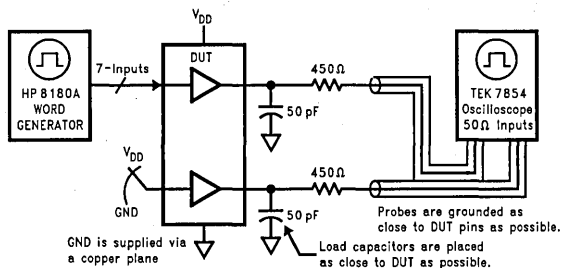 V_DD
DUT
HP 8180A
WORD
GENERATOR
7-Inputs
450Ω
50 pF
TEK 7854
Oscilloscope
50Ω Inputs
V_DD
GND
450Ω
50 pF
Probes are grounded as
close to DUT pins as possible.
GND is supplied via
a copper plane
Load capacitors are placed
as close to DUT as possible.